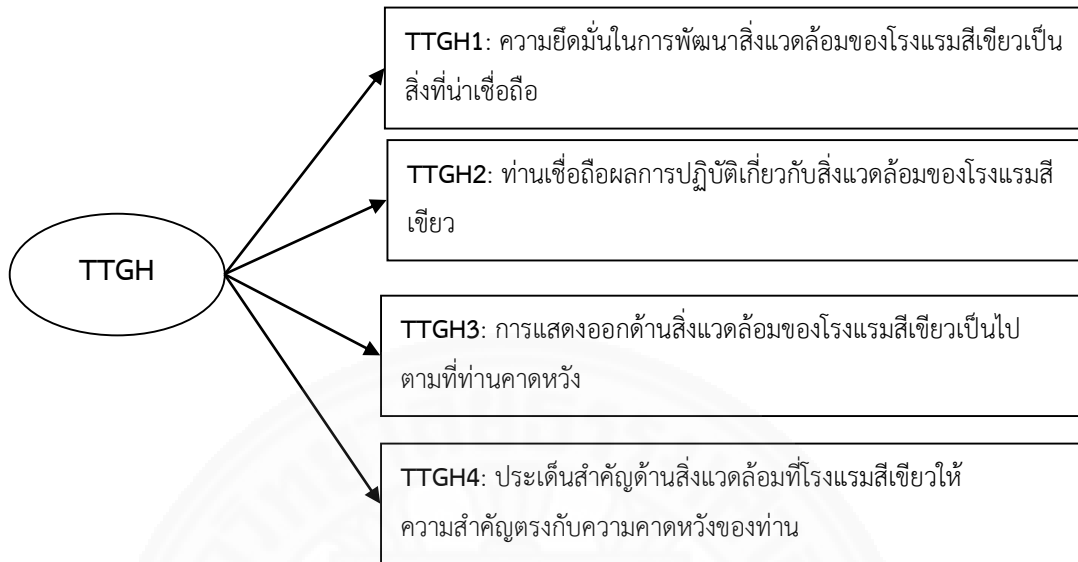 TTGH1: ความยึดมั่นในการพัฒนาสิ่งแวดล้อมของโรงแรมสีเขียวเป็น
สิ่งที่น่าเชื่อถือ
TTGH2: ท่านเชื่อถือผลการปฏิบัติเกี่ยวกับสิ่งแวดล้อมของโรงแรมสี
เขียว
TTGH
TTGH3: การแสดงออกด้านสิ่งแวดล้อมของโรงแรมสีเขียวเป็นไป
ตามที่ท่านคาดหวัง
TTGH4: ประเด็นสำคัญด้านสิ่งแวดล้อมที่โรงแรมสีเขียวให้
ความสำคัญตรงกับความคาดหวังของท่าน